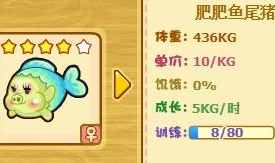 肥肥鱼尾猪
体重: 436KG
单价: 10/KG
饥饿: 0%
成长: 5KG/时
训练: 8/80